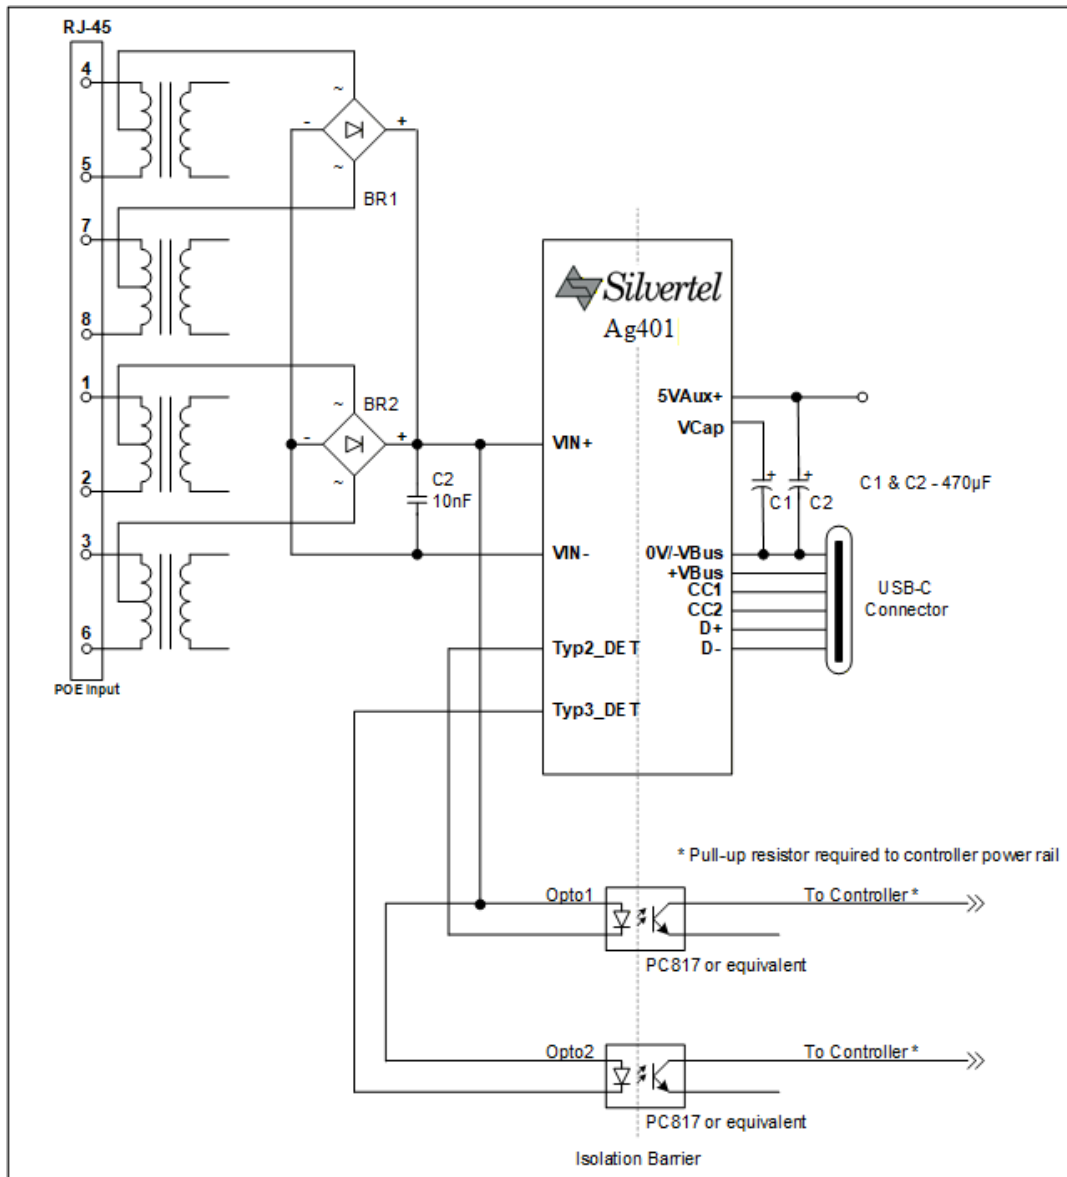 RJ-45
4
5
7
8
1
2
3
6
POE Input
~
-
+
~
BR1
~
BR2
-
+
~
C2
10nF
Silvertel
Ag401
VIN+
VIN-
Typ2_DET
Typ3_DET
5VAux+
VCap
0V/-VBus
+VBus
CC1
CC2
D+
D-
+
C1
+
C2
C1 & C2 - 470µF
USB-C
Connector
* Pull-up resistor required to controller power rail
Opto1
To Controller *
PC817 or equivalent
Opto2
To Controller *
PC817 or equivalent
Isolation Barrier